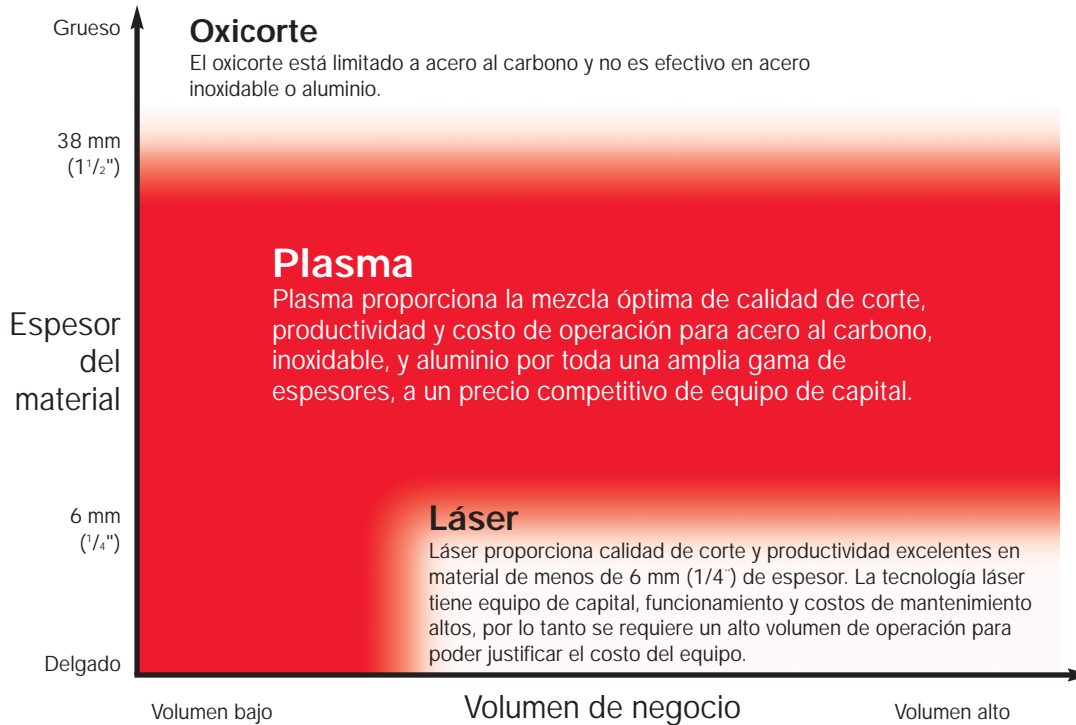 Grueso
Oxicorte
El oxicorte está limitado a acero al carbono y no es efectivo en acero
inoxidable o aluminio.
38 mm
(1 1/2")
Plasma
Plasma proporciona la mezcla óptima de calidad de corte,
productividad y costo de operación para acero al carbono,
inoxidable, y aluminio por toda una amplia gama de
espesores, a un precio competitivo de equipo de capital.
Espesor
del
material
6 mm
(1/4")
Láser
Láser proporciona calidad de corte y productividad excelentes en
material de menos de 6 mm (1/4¨) de espesor. La tecnología láser
tiene equipo de capital, funcionamiento y costos de mantenimiento
altos, por lo tanto se requiere un alto volumen de operación para
poder justificar el costo del equipo.
Delgado
Volumen bajo
Volumen de negocio
Volumen alto